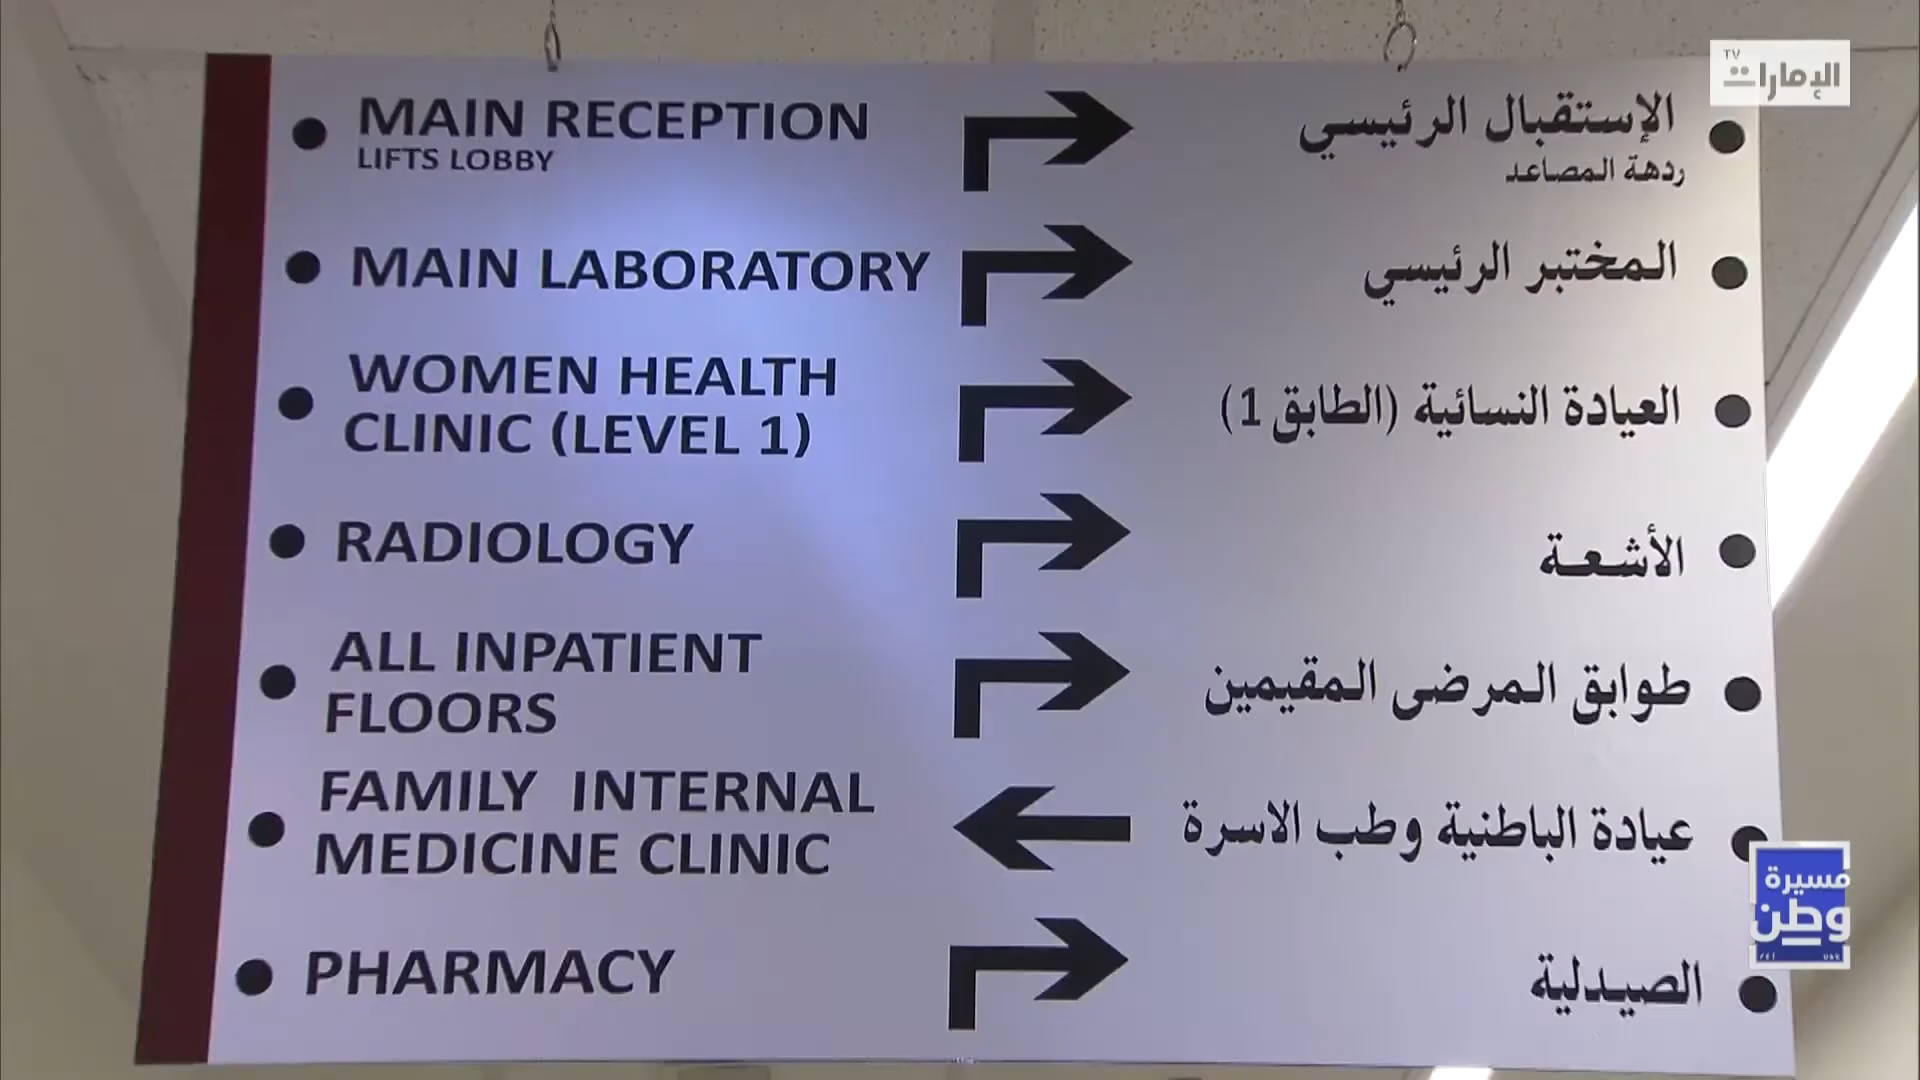 TV
الإمارات
MAIN RECEPTION
الإستقبال الرئيسي
LIFTS LOBBY
ردهة المصاعد
MAIN LABORATORY
المختبر الرئيسي
WOMEN HEALTH
CLINIC (LEVEL 1)
العيادة النسائية (الطابق 1)
RADIOLOGY
الأشعة
ALL INPATIENT
FLOORS
طوابق المرضى المقيمين
FAMILY INTERNAL
MEDICINE CLINIC
عيادة الباطنية وطب الاسرة
PHARMACY
الصيدلية
مسيرة
وطن